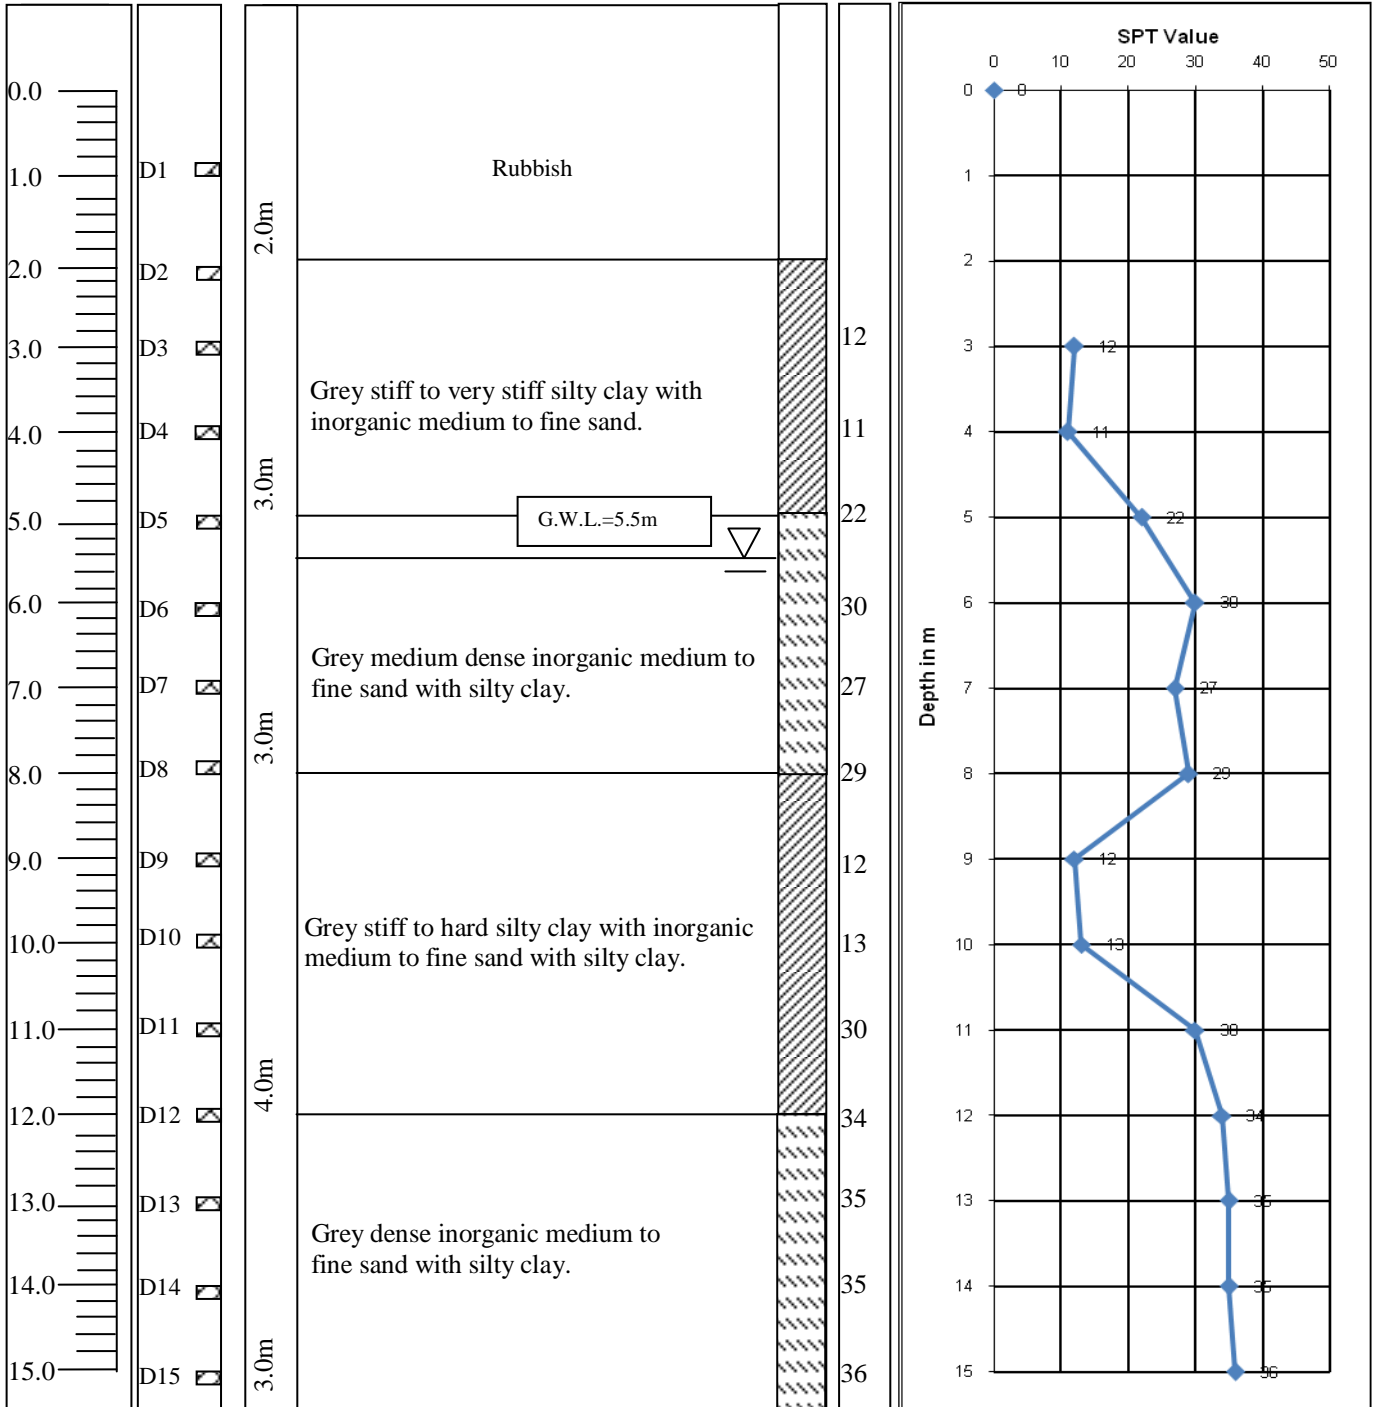 SPT Value
0 10 20 30 40 50
0.0
1.0
2.0
3.0
4.0
5.0
6.0
7.0
8.0
9.0
10.0
11.0
12.0
13.0
14.0
15.0
D1
D2
D3
D4
D5
D6
D7
D8
D9
D10
D11
D12
D13
D14
D15
2.0m
3.0m
3.0m
4.0m
3.0m
Rubbish
Grey stiff to very stiff silty clay with
inorganic medium to fine sand.
G.W.L.=5.5m
Grey medium dense inorganic medium to
fine sand with silty clay.
Grey stiff to hard silty clay with inorganic
medium to fine sand with silty clay.
Grey dense inorganic medium to
fine sand with silty clay.
12
11
22
30
27
29
12
13
30
34
35
35
36
Depth in m
0
1
2
3
4
5
6
7
8
9
10
11
12
13
14
15
0
12
11
22
30
27
29
12
13
30
34
35
35
36